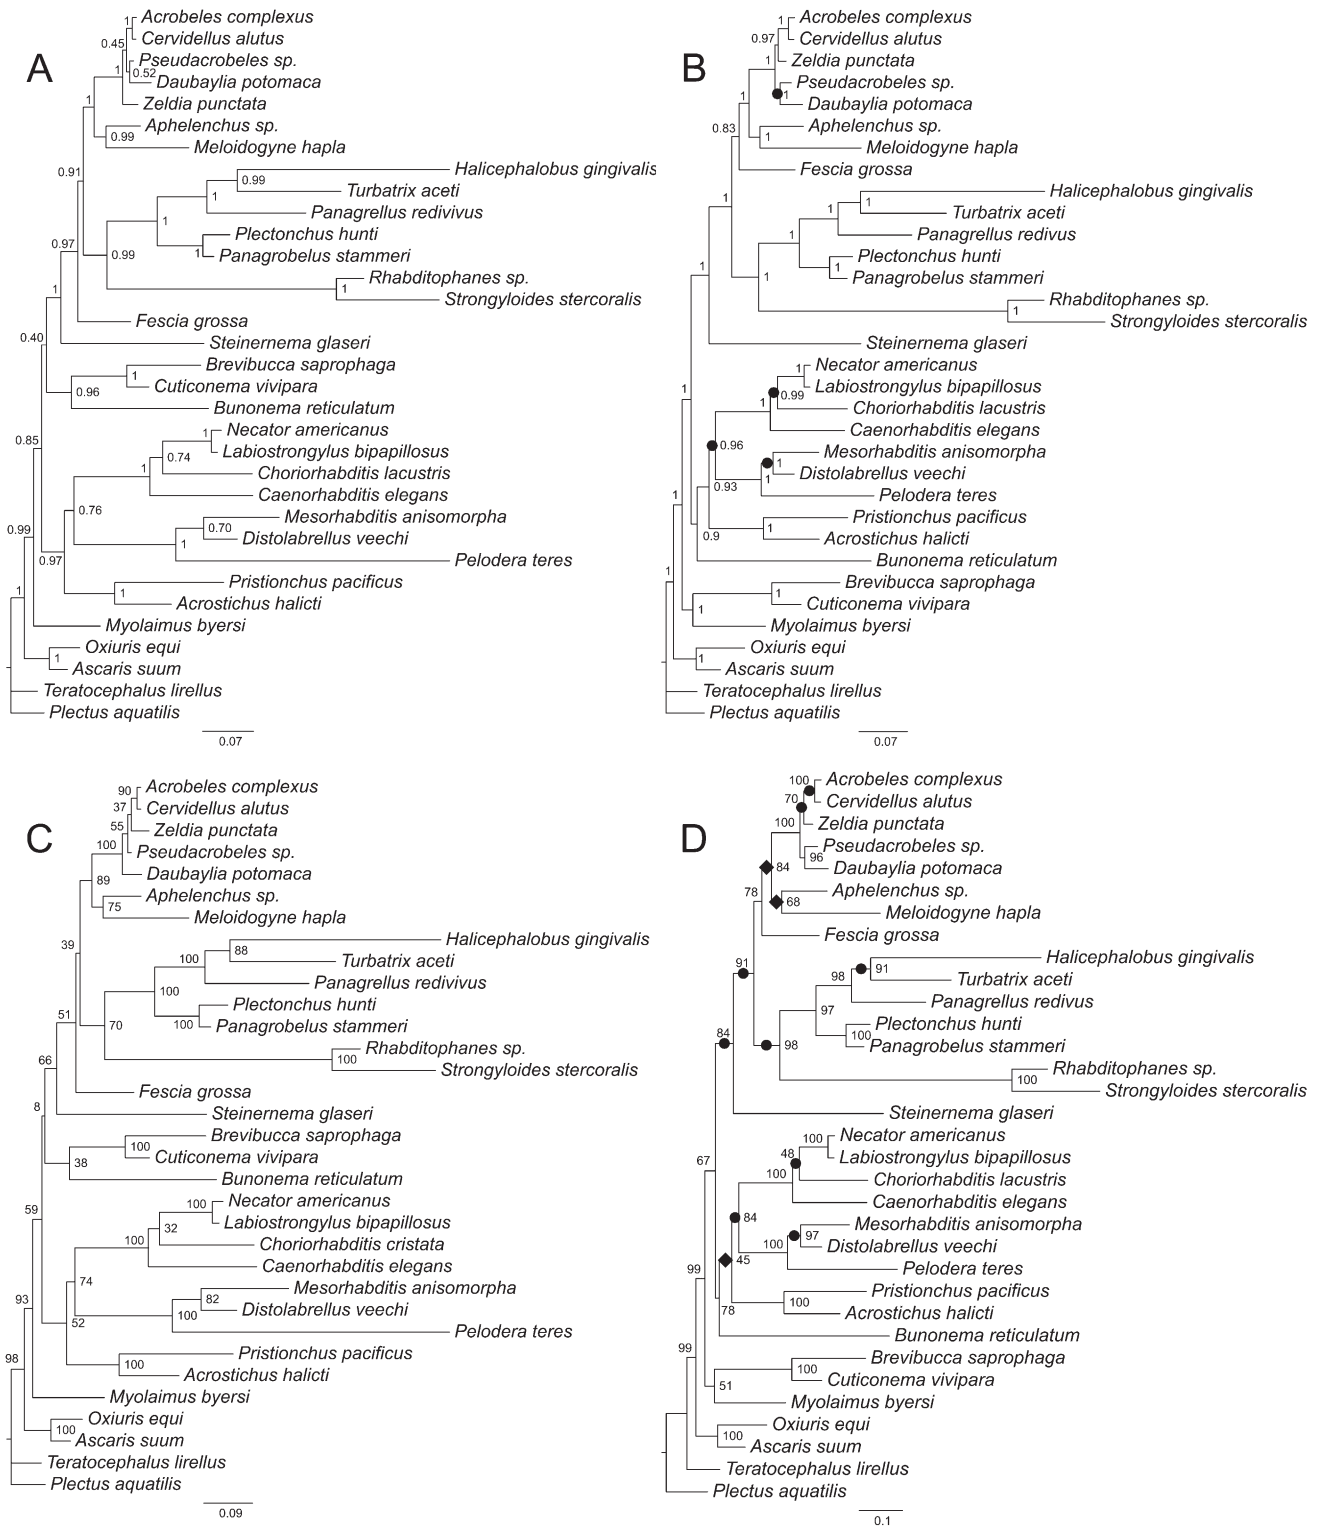 A
1
Acrobeles complexus
0.45
Cervidellus alutus
Pseudacrobeles sp.
1
0.52
Daubaylia potomaca
1
Zeldia punctata
Aphelenchus sp.
0.99
Meloidogyne hapla
0.91
Halicephalobus gingivalis
0.99
Turbatrix aceti
1
Panagrellus redivivus
1
Plectonchus hunti
0.97
1
Panagrobelus stammeri
0.99
Rhabditophanes sp.
1
1
Strongyloides stercoralis
Fescia grossa
0.40
Steinernema glaseri
Brevibucca saprophaga
1
Cuticonema vivipara
0.96
Bunonema reticulatum
0.85
1
Necator americanus
Labiostrongylus bipapillosus
0.74
1
Choriorhabditis lacustris
Caenorhabditis elegans
0.76
Mesorhabditis anisomorpha
0.99
0.70
Distolabrellus veechi
1
0.97
Pelodera teres
Pristionchus pacificus
1
1
Acrostichus halicti
Myolaimus byersi
Oxiuris equi
1
Ascaris suum
Teratocephalus lirellus
Plectus aquatilis
0.07
B
1
Acrobeles complexus
0.97
Cervidellus alutus
1
Zeldia punctata
Pseudacrobeles sp.
1
1
Daubaylia potomaca
0.83
Aphelenchus sp.
1
Meloidogyne hapla
Fescia grossa
1
Halicephalobus gingivalis
1
1
Turbatrix aceti
1
Panagrellus redivus
Plectonchus hunti
1
1
1
Panagrobelus stammeri
Rhabditophanes sp.
1
Strongyloides stercoralis
Steinernema glaseri
1
Necator americanus
1
Labiostrongylus bipapillosus
0.99
1
Choriorhabditis lacustris
Caenorhabditis elegans
0.96
Mesorhabditis anisomorpha
1
Distolabrellus veechi
1
0.93
1
Pelodera teres
Pristionchus pacificus
1
0.9
Acrostichus halicti
Bunonema reticulatum
1
Brevibucca saprophaga
1
Cuticonema vivipara
1
Myolaimus byersi
Oxiuris equi
1
Ascaris suum
Teratocephalus lirellus
Plectus aquatilis
0.07
C
90
Acrobeles complexus
37
Cervidellus alutus
55
Zeldia punctata
100
Pseudacrobeles sp.
Daubaylia potomaca
89
Aphelenchus sp.
75
Meloidogyne hapla
39
Halicephalobus gingivalis
88
100
Turbatrix aceti
Panagrellus redivivus
100
Plectonchus hunti
51
100
Panagrobelus stammeri
70
Rhabditophanes sp.
66
100
Strongyloides stercoralis
Fescia grossa
8
Steinernema glaseri
Brevibucca saprophaga
100
Cuticonema vivipara
38
Bunonema reticulatum
59
100
Necator americanus
Labiostrongylus bipapillosus
32
100
Choriorhabditis cristata
Caenorhabditis elegans
74
Mesorhabditis anisomorpha
93
82
Distolabrellus veechi
100
52
Pelodera teres
Pristionchus pacificus
98
100
Acrostichus halicti
Myolaimus byersi
Oxiuris equi
100
Ascaris suum
Teratocephalus lirellus
Plectus aquatilis
0.09
D
100
Acrobeles complexus
70
Cervidellus alutus
100
Zeldia punctata
Pseudacrobeles sp.
96
84
Daubaylia potomaca
78
Aphelenchus sp.
68
Meloidogyne hapla
Fescia grossa
91
Halicephalobus gingivalis
91
98
Turbatrix aceti
Panagrellus redivus
97
Plectonchus hunti
84
100
98
Panagrobelus stammeri
Rhabditophanes sp.
100
Strongyloides stercoralis
Steinernema glaseri
100
Necator americanus
67
48
Labiostrongylus bipapillosus
100
Choriorhabditis lacustris
Caenorhabditis elegans
84
Mesorhabditis anisomorpha
97
100
Distolabrellus veechi
45
99
Pelodera teres
Pristionchus pacificus
100
78
Acrostichus halicti
Bunonema reticulatum
99
Brevibucca saprophaga
100
Cuticonema vivipara
51
Myolaimus byersi
Oxiuris equi
100
Ascaris suum
Teratocephalus lirellus
Plectus aquatilis
0.1